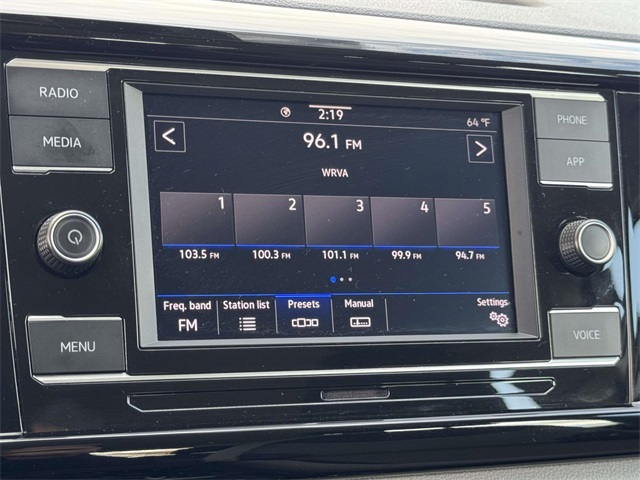 RADIO
MEDIA
MENU
2:19
64°F
<
96.1 FM
>
WRVA
1 2 3 4 5
103.5 FM 100.3 FM 101.1 FM 99.9 FM 94.7 FM
Freq. band Station list Presets Manual Settings
FM
PHONE
APP
VOICE